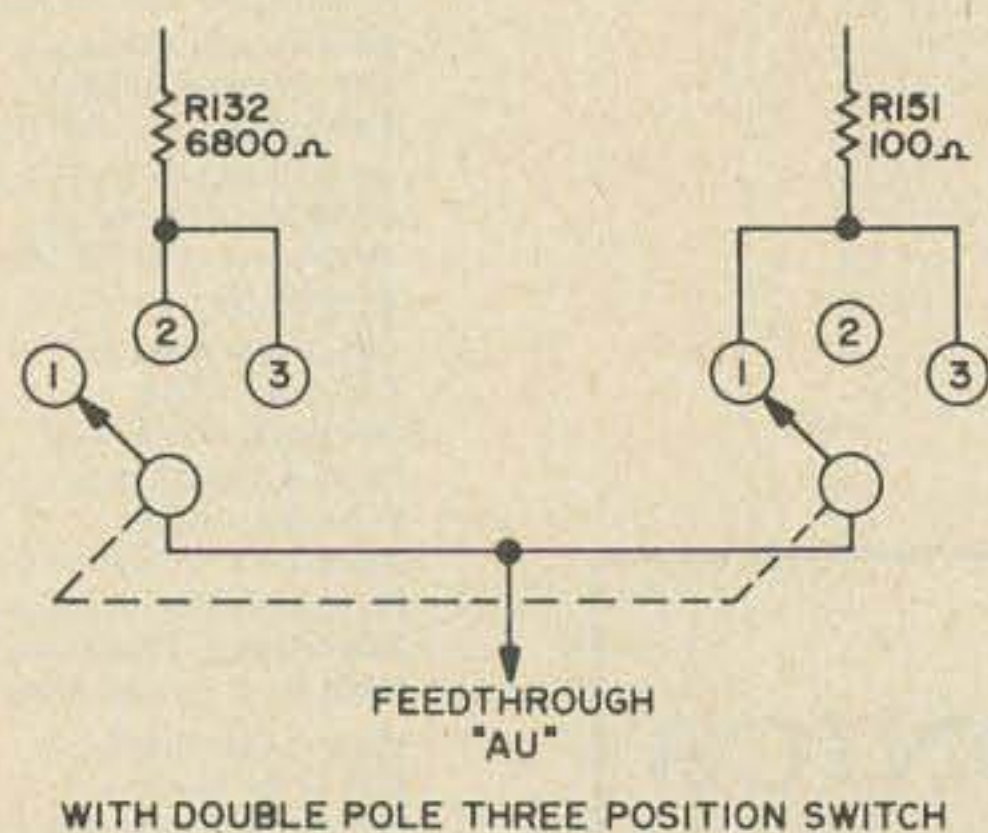 R132
6800Ω
R151
100Ω
2
2
1
3
1
3
FEEDTHROUGH
"AU"
WITH DOUBLE POLE THREE POSITION SWITCH